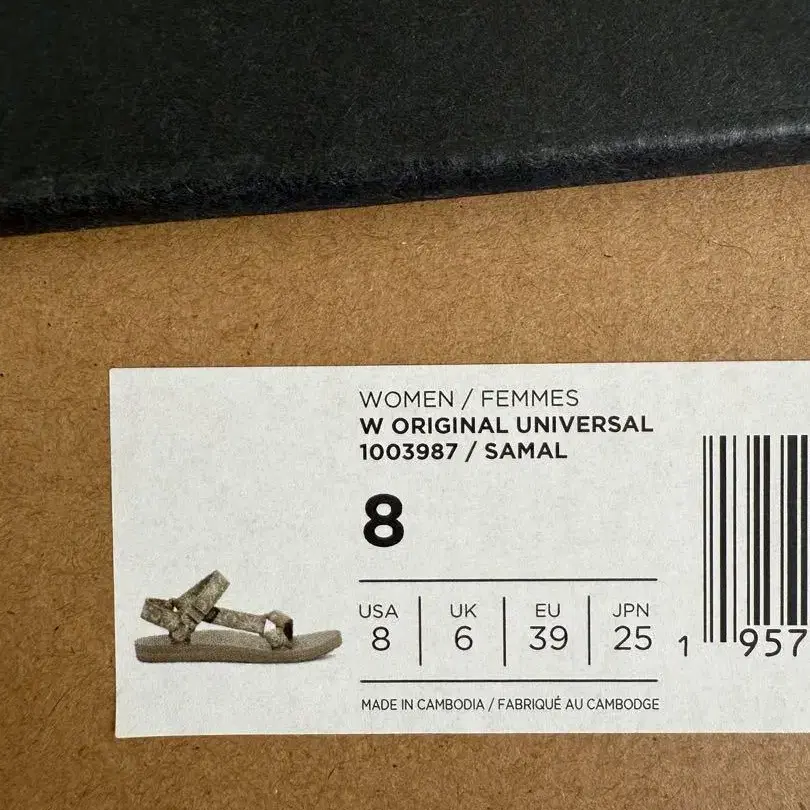 WOMEN / FEMMES
W ORIGINAL UNIVERSAL
1003987 / SAMAL
8
USA UK EU JPN
8 6 39 25
1 957
MADE IN CAMBODIA / FABRIQUÉ AU CAMBODGE